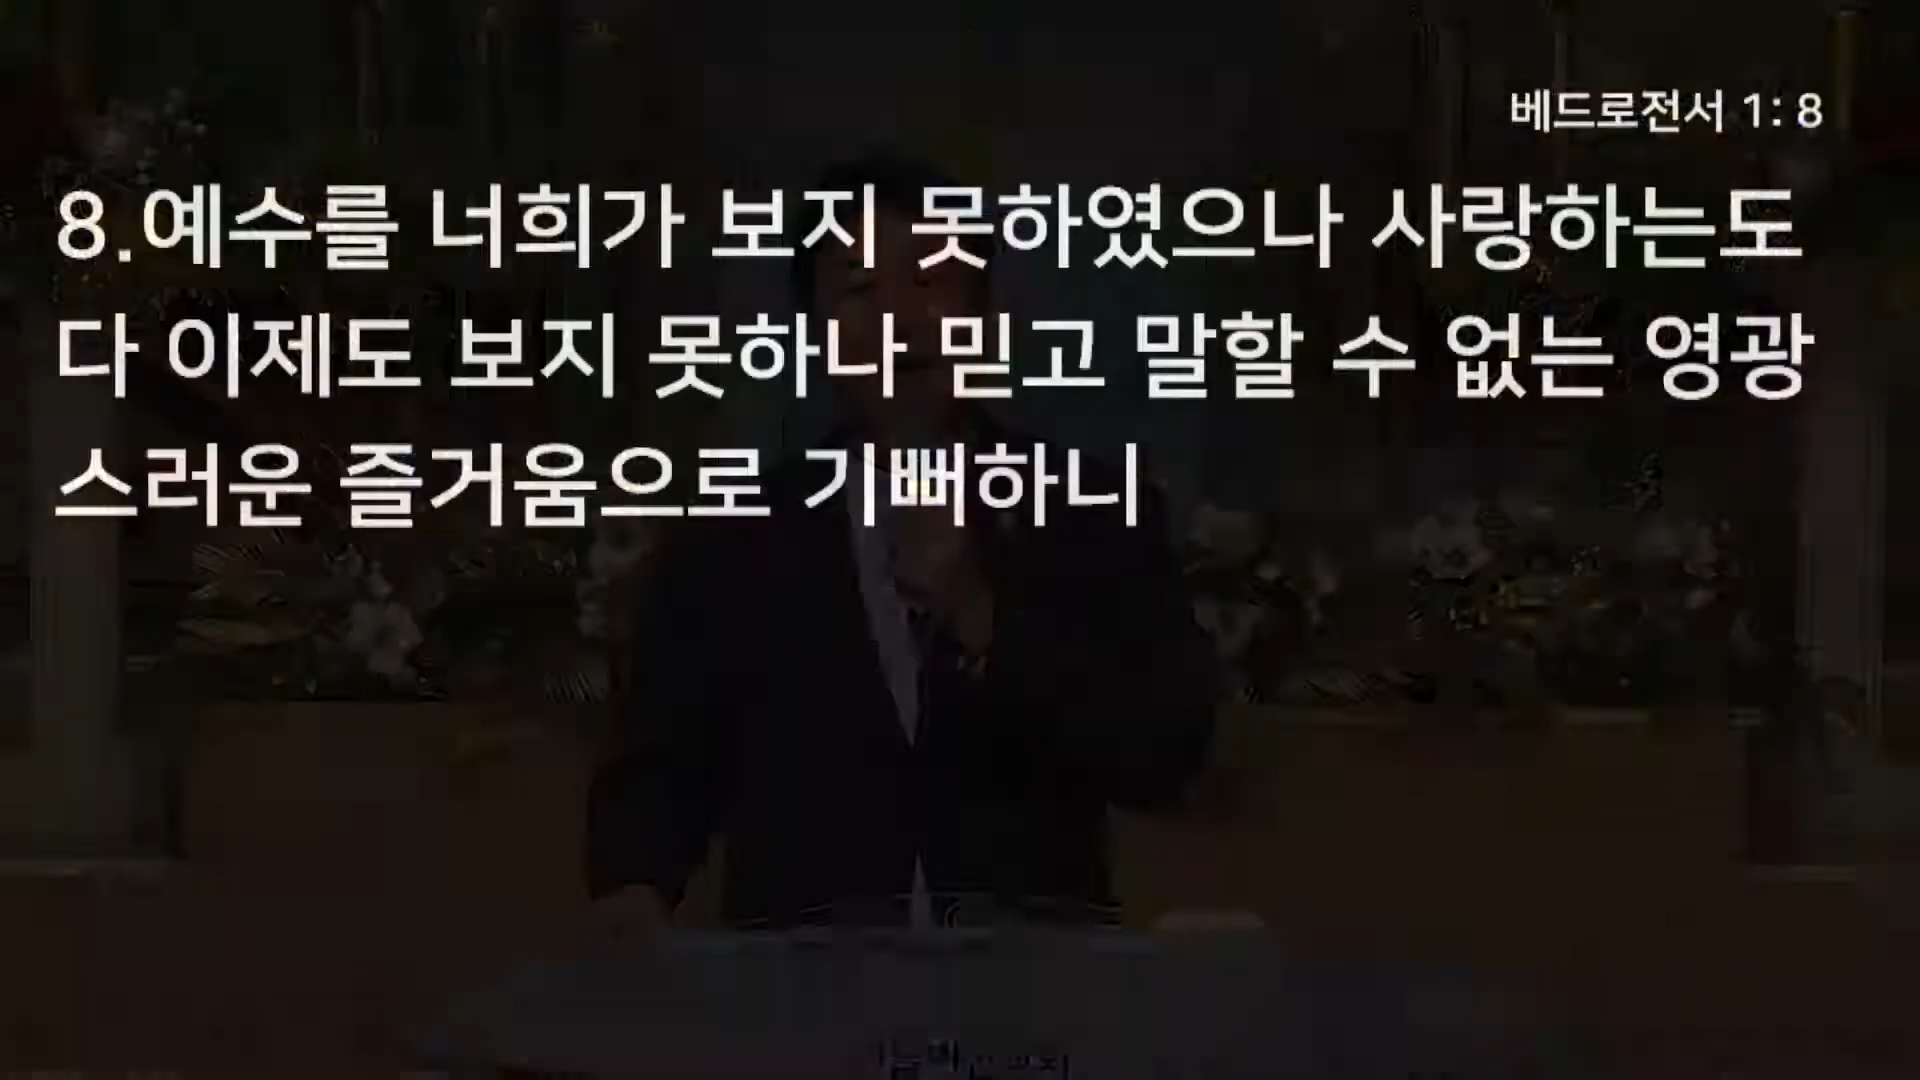 베드로전서 1: 8
8.예수를 너희가 보지 못하였으나 사랑하는도
다 이제도 보지 못하나 믿고 말할 수 없는 영광
스러운 즐거움으로 기뻐하니